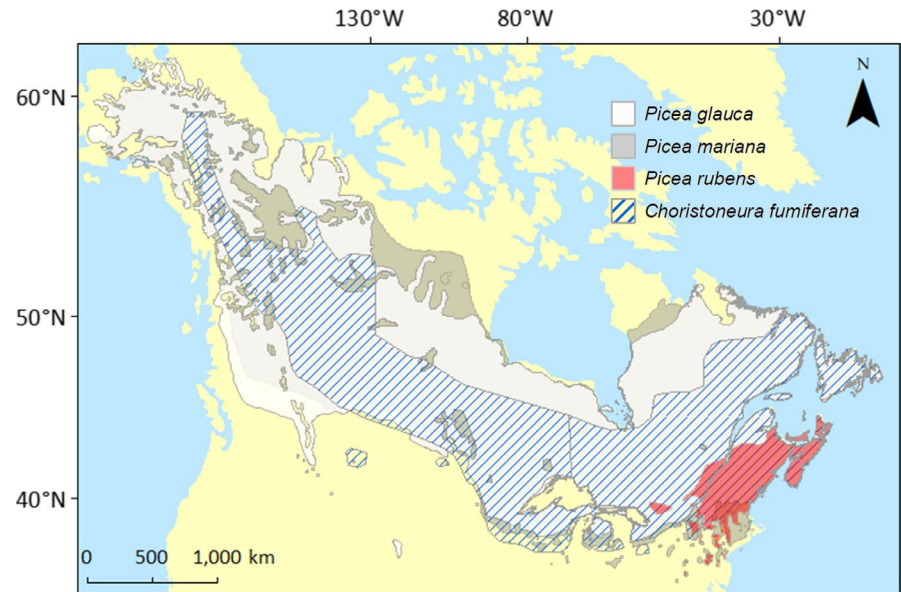 130°W 80°W 30°W
60°N
N
Picea glauca
Picea mariana
Picea rubens
Choristoneura fumiferana
50°N
40°N
0 500 1,000 km